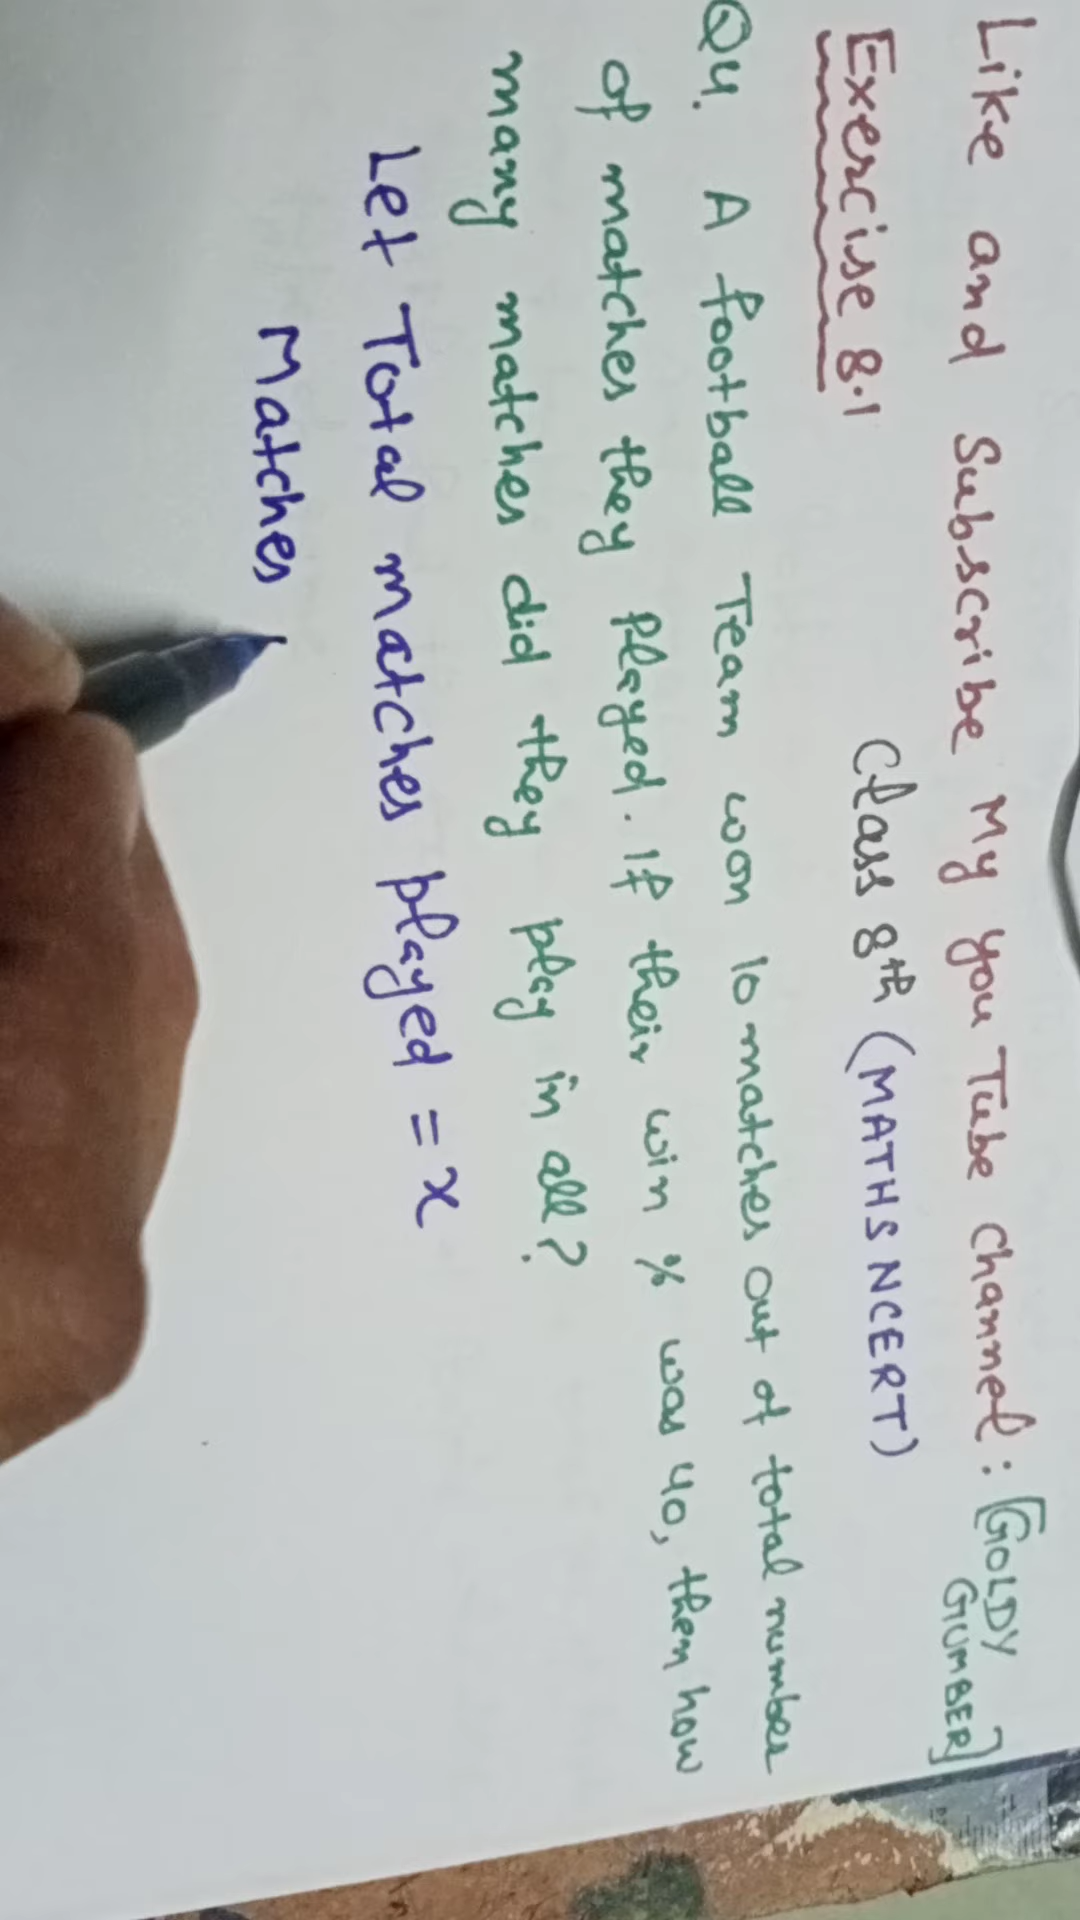 Like and Subscribe My you Tube channel : [GOLDY
GUMBER]
Exercise 8.1
Class 8th (MATHS NCERT)
Q4. A football Team won 10 matches out of total number
of matches they played. If their win % was 40, then how
many matches did they play in all?
Let Total matches played = x
Matches